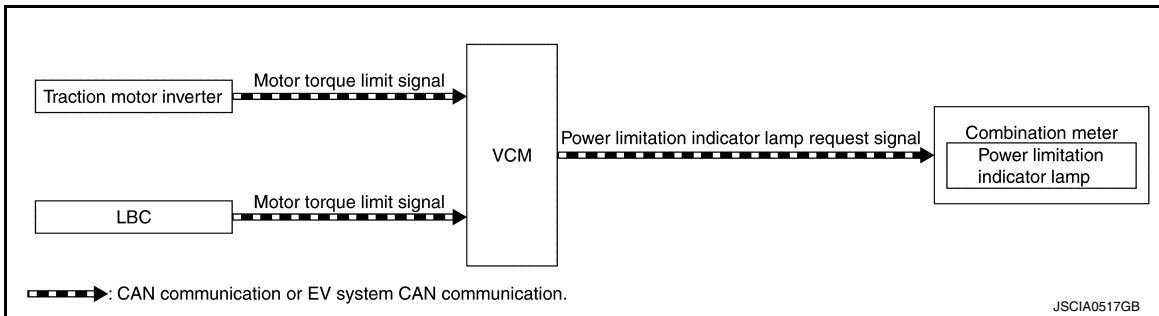 Motor torque limit signal
Traction motor inverter
VCM
Power limitation indicator lamp request signal
Combination meter
Power limitation
indicator lamp
Motor torque limit signal
LBC
: CAN communication or EV system CAN communication.
JSCIA0517GB